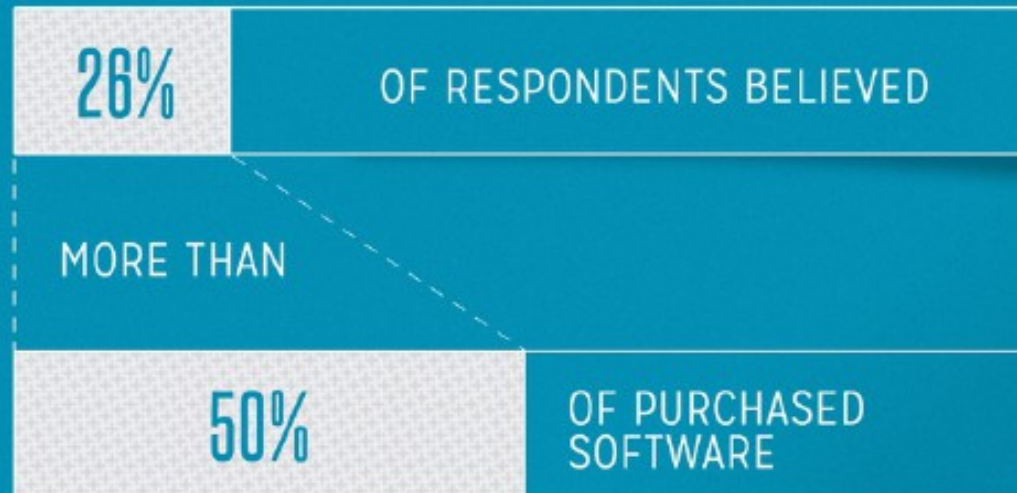 26% OF RESPONDENTS BELIEVED
MORE THAN
50% OF PURCHASED
SOFTWARE